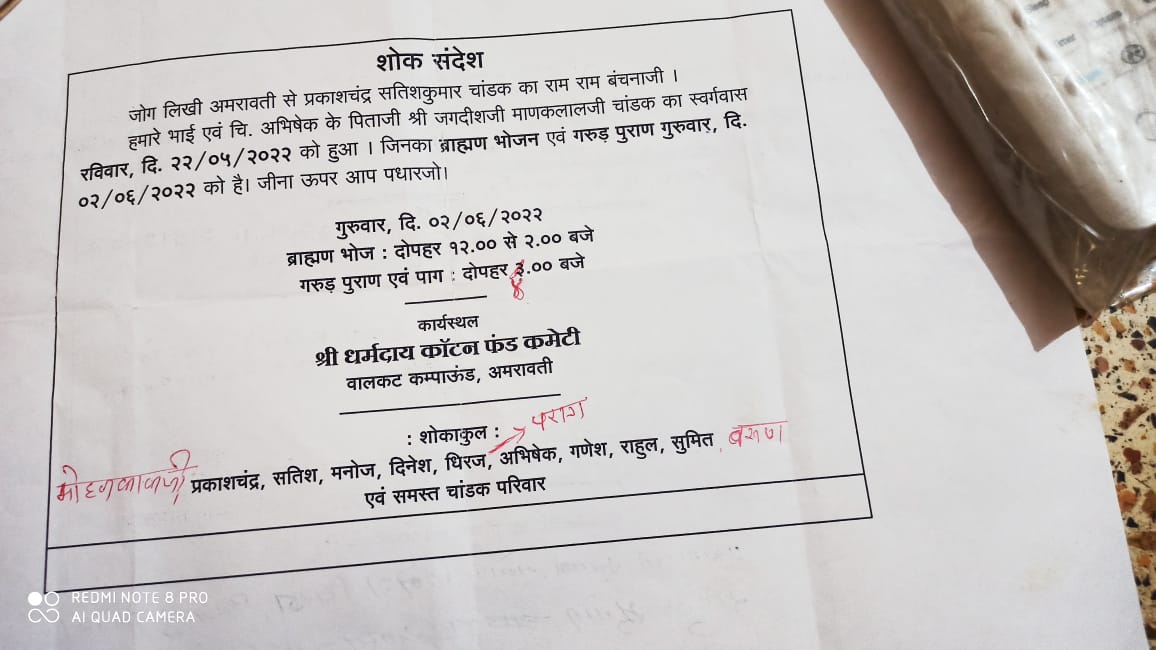 शोक संदेश
जोग लिखी अमरावती से प्रकाशचंद्र सतिशकुमार चांडक का राम राम बंचनाजी ।
हमारे भाई एवं चि. अभिषेक के पिताजी श्री जगदीशजी माणकलालजी चांडक का स्वर्गवास
रविवार, दि. २२/०५/२०२२ को हुआ । जिनका ब्राह्मण भोजन एवं गरुड़ पुराण गुरुवार, दि.
०२/०६/२०२२ को है। जीना ऊपर आप पधारजो।
गुरुवार, दि. ०२/०६/२०२२
ब्राह्मण भोज : दोपहर १२.०० से २.०० बजे
गरुड़ पुराण एवं पाग : दोपहर ३.०० बजे
४
कार्यस्थल
श्री धर्मदाय कॉटन फंड कमेटी
वालकट कम्पाऊंड, अमरावती
: शोकाकुल :
पराग
मोहनकाकाजी, प्रकाशचंद्र, सतिश, मनोज, दिनेश, धिरज, अभिषेक, गणेश, राहुल, सुमित, वरुण
एवं समस्त चांडक परिवार
REDMI NOTE 8 PRO
AI QUAD CAMERA